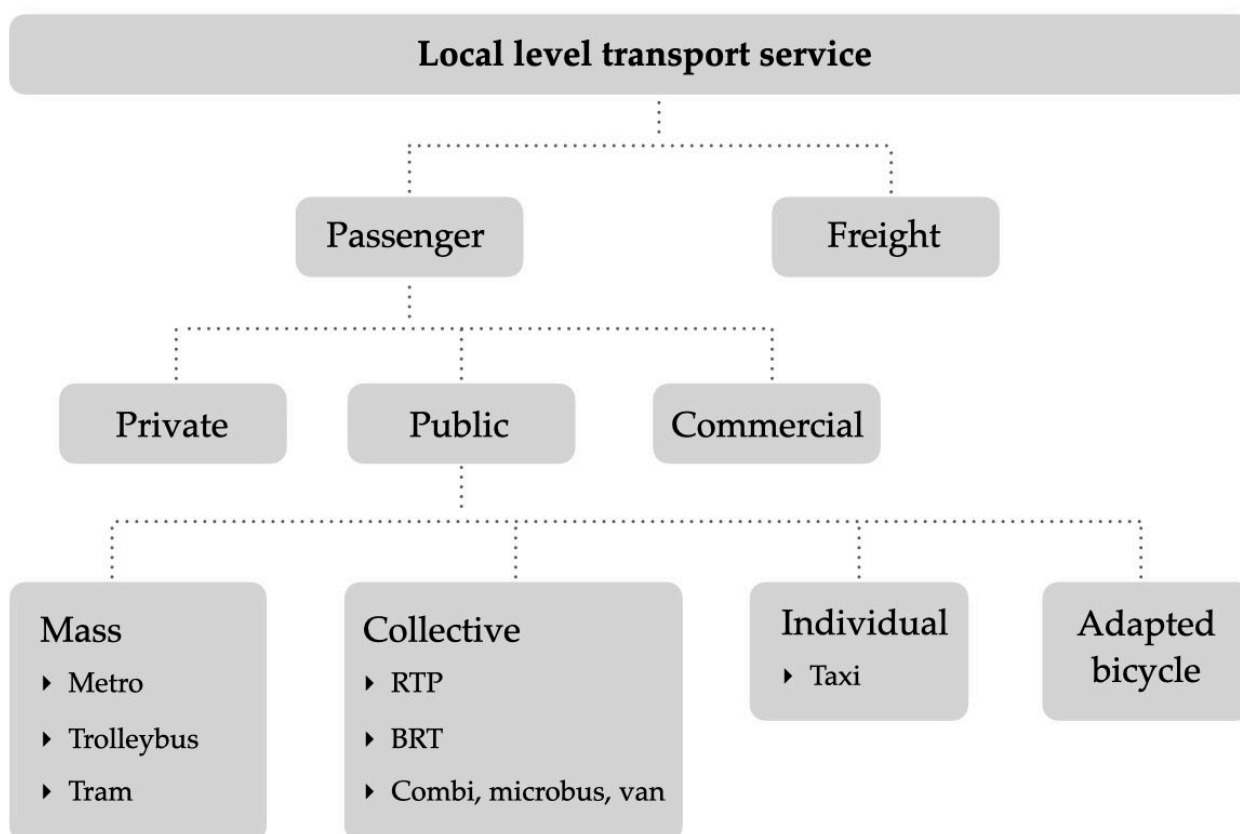 Local level transport service
Passenger
Freight
Private
Public
Commercial
Mass
Metro
Trolleybus
Tram
Collective
RTP
BRT
Combi, microbus, van
Individual
Taxi
Adapted
bicycle